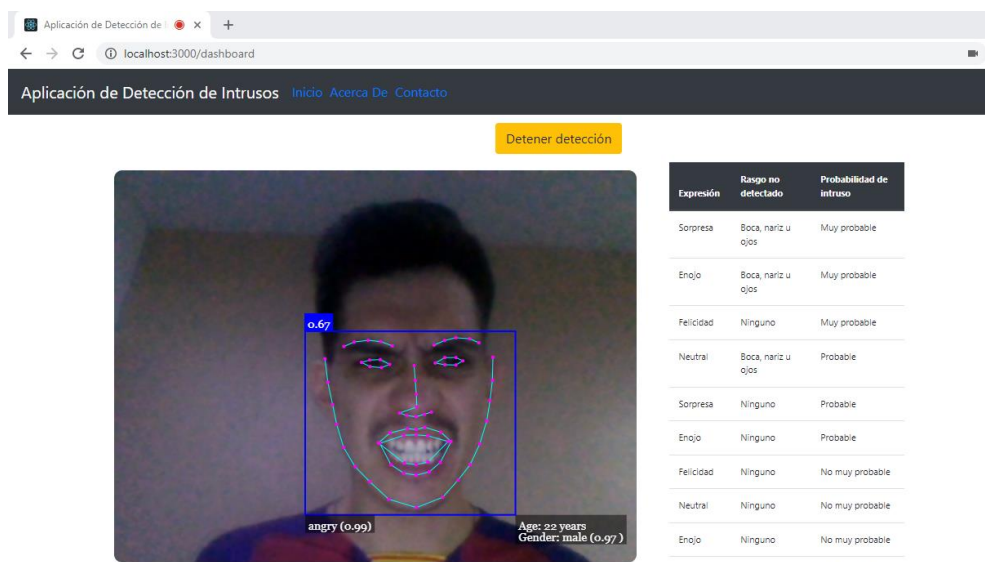 Aplicación de Detección de
localhost:3000/dashboard
Aplicación de Detección de Intrusos Inicio Acerca De Contacto
Detener detección
0.67
angry (0.99)
Age: 22 years
Gender: male (0.97)
Expresión Rasgo no detectado Probabilidad de intruso
Sorpresa Boca, nariz u ojos Muy probable
Enojo Boca, nariz u ojos Muy probable
Felicidad Ninguno Muy probable
Neutral Boca, nariz u ojos Probable
Sorpresa Ninguno Probable
Enojo Ninguno Probable
Felicidad Ninguno No muy probable
Neutral Ninguno No muy probable
Enojo Ninguno No muy probable